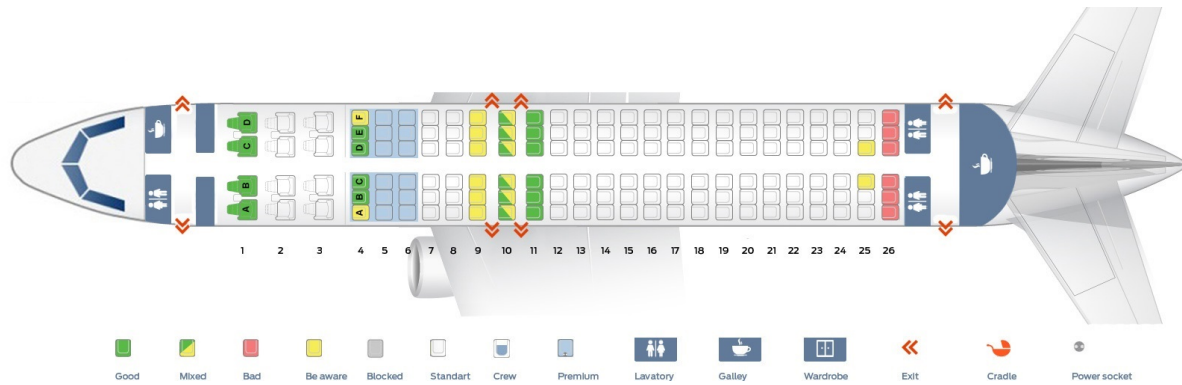 F
E
D
D
C
C
B
B
A
A
1 2 3 4 5 6 7 8 9 10 11 12 13 14 15 16 17 18 19 20 21 22 23 24 25 26
Good Mixed Bad Be aware Blocked Standart Crew Premium Lavatory Galley Wardrobe Exit Cradle Power socket